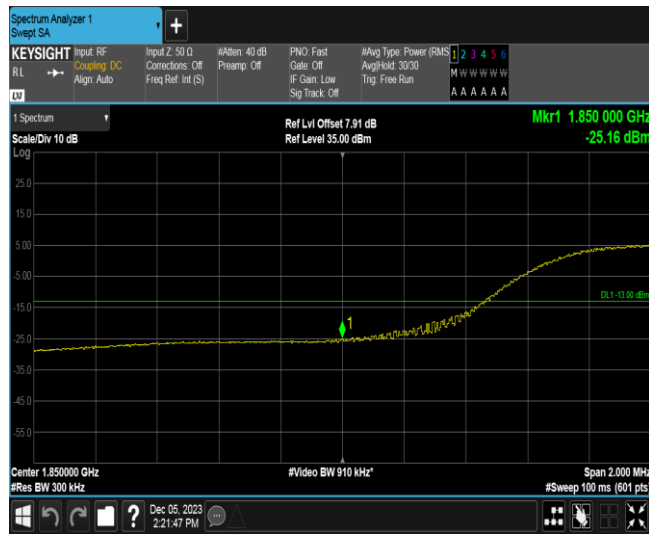 Spectrum Analyzer 1
Swept SA
+
KEYSIGHT Input: RF
RL Coupling: DC
Align: Auto
LXI
Input Z: 50 Ω
Corrections: Off
Freq Ref: Int (S)
#Atten: 40 dB
Preamp: Off
PNO: Fast
Gate: Off
IF Gain: Low
Sig Track: Off
#Avg Type: Power (RMS
Avg|Hold: 30/30
Trig: Free Run
1 2 3 4 5 6
M W W W W W
A A A A A A
1 Spectrum
Scale/Div 10 dB
Ref Lvl Offset 7.91 dB
Ref Level 35.00 dBm
Mkr1 1.850 000 GHz
-25.16 dBm
Log
25.0
15.0
5.00
-5.00
-15.0
-25.0
-35.0
-45.0
-55.0
1
DL1 -13.00 dBm
Center 1.850000 GHz
#Video BW 910 kHz*
Span 2.000 MHz
#Res BW 300 kHz
#Sweep 100 ms (601 pts
?
Dec 05, 2023
2:21:47 PM